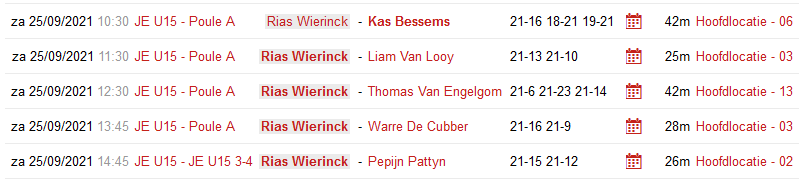 za 25/09/2021 10:30 JE U15 - Poule A Rias Wierinck - Kas Bessems 21-16 18-21 19-21 42m Hoofdlocatie - 06
za 25/09/2021 11:30 JE U15 - Poule A Rias Wierinck - Liam Van Looy 21-13 21-10 25m Hoofdlocatie - 03
za 25/09/2021 12:30 JE U15 - Poule A Rias Wierinck - Thomas Van Engelgom 21-6 21-23 21-14 42m Hoofdlocatie - 13
za 25/09/2021 13:45 JE U15 - Poule A Rias Wierinck - Warre De Cubber 21-16 21-9 28m Hoofdlocatie - 03
za 25/09/2021 14:45 JE U15 - JE U15 3-4 Rias Wierinck - Pepijn Pattyn 21-15 21-12 26m Hoofdlocatie - 02